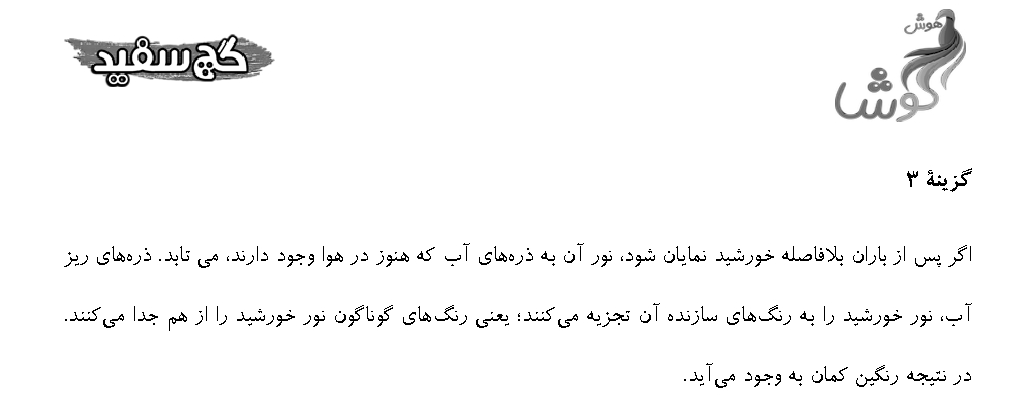 هوش
گوشا
گچ سفید
گزینهٔ ۳
اگر پس از باران بلافاصله خورشید نمایان شود، نور آن به ذره‌های آب که هنوز در هوا وجود دارند، می تابد. ذره‌های ریز
آب، نور خورشید را به رنگ‌های سازنده آن تجزیه می‌کنند؛ یعنی رنگ‌های گوناگون نور خورشید را از هم جدا می‌کنند.
در نتیجه رنگین کمان به وجود می‌آید.